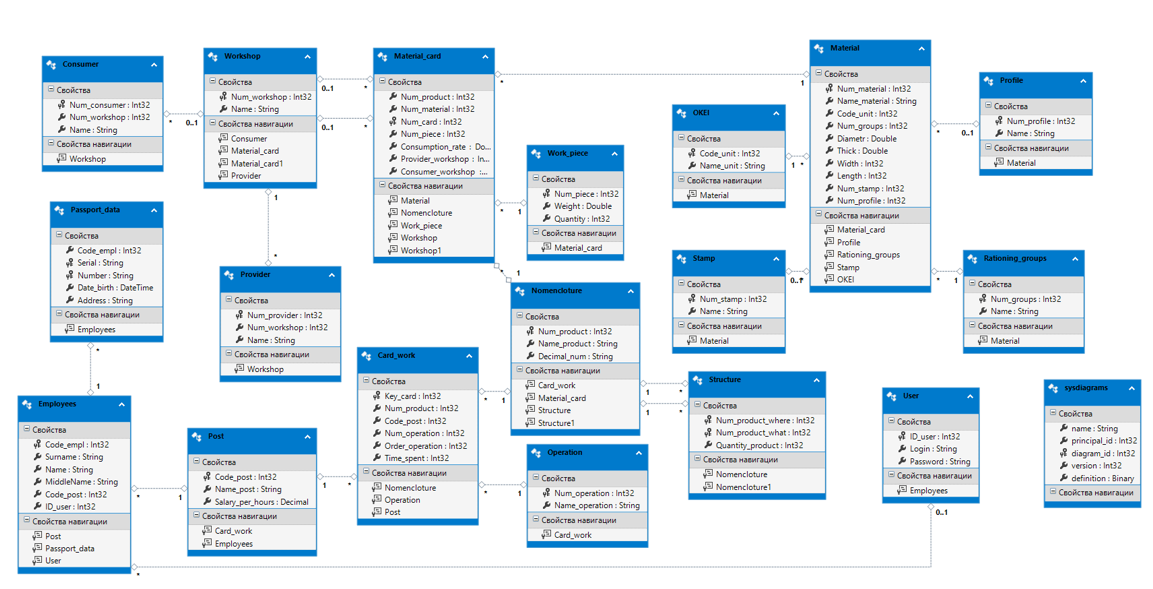 Consumer
Свойства
Num_consumer : Int32
Num_workshop : Int32
Name : String
Свойства навигации
Workshop
*
0..1
Workshop
Свойства
Num_workshop : Int32
Name : String
Свойства навигации
Consumer
Material_card
Material_card1
Provider
0..1
*
0..1
*
1
*
Material_card
Свойства
Num_product : Int32
Num_material : Int32
Num_card : Int32
Num_piece : Int32
Consumption_rate : Do...
Provider_workshop : In...
Consumer_workshop :...
Свойства навигации
Material
Nomencloture
Work_piece
Workshop
Workshop1
*
1
*
1
*
1
Work_piece
Свойства
Num_piece : Int32
Weight : Double
Quantity : Int32
Свойства навигации
Material_card
OKEI
Свойства
Code_unit : Int32
Name_unit : String
Свойства навигации
Material
1
*
Material
Свойства
Num_material : Int32
Name_material : String
Code_unit : Int32
Num_groups : Int32
Diametr : Double
Thick : Double
Width : Int32
Length : Int32
Num_stamp : Int32
Num_profile : Int32
Свойства навигации
Material_card
Profile
Rationing_groups
Stamp
OKEI
*
0..1
Profile
Свойства
Num_profile : Int32
Name : String
Свойства навигации
Material
Passport_data
Свойства
Code_empl : Int32
Serial : String
Number : String
Date_birth : DateTime
Address : String
Свойства навигации
Employees
*
1
Provider
Свойства
Num_provider : Int32
Num_workshop : Int32
Name : String
Свойства навигации
Workshop
Stamp
Свойства
Num_stamp : Int32
Name : String
Свойства навигации
Material
0..1
*
Rationing_groups
Свойства
Num_groups : Int32
Name : String
Свойства навигации
Material
*
1
Nomencloture
Свойства
Num_product : Int32
Name_product : String
Decimal_num : String
Свойства навигации
Card_work
Material_card
Structure
Structure1
1
*
1
*
Card_work
Свойства
Key_card : Int32
Num_product : Int32
Code_post : Int32
Num_operation : Int32
Order_operation : Int32
Time_spent : Int32
Свойства навигации
Nomencloture
Operation
Post
*
1
*
1
Structure
Свойства
Num_product_where : Int32
Num_product_what : Int32
Quantity_product : Int32
Свойства навигации
Nomencloture
Nomencloture1
User
Свойства
ID_user : Int32
Login : String
Password : String
Свойства навигации
Employees
0..1
sysdiagrams
Свойства
name : String
principal_id : Int32
diagram_id : Int32
version : Int32
definition : Binary
Свойства навигации
Employees
Свойства
Code_empl : Int32
Surname : String
Name : String
MiddleName : String
Code_post : Int32
ID_user : Int32
Свойства навигации
Post
Passport_data
User
*
1
*
Post
Свойства
Code_post : Int32
Name_post : String
Salary_per_hours : Decimal
Свойства навигации
Card_work
Employees
1
*
Operation
Свойства
Num_operation : Int32
Name_operation : String
Свойства навигации
Card_work